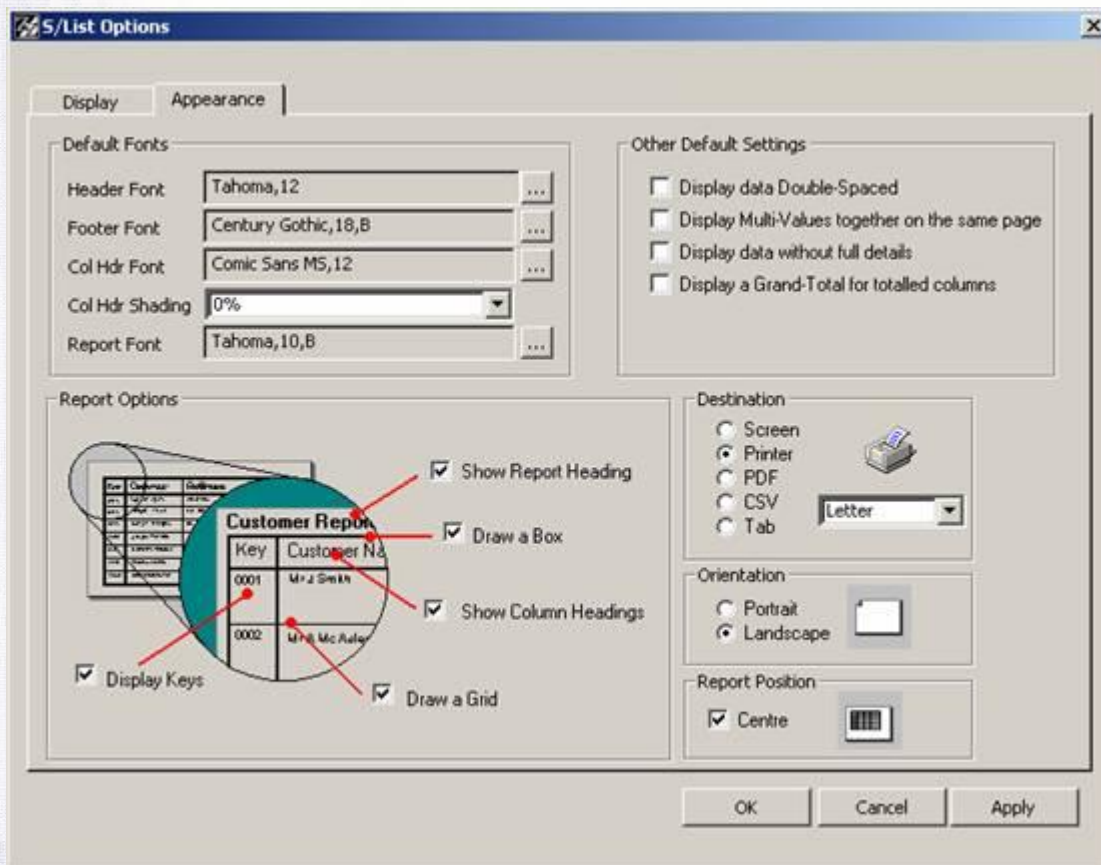 S/List Options
Display
Appearance
Default Fonts
Header Font
Tahoma,12
...
Footer Font
Century Gothic,18,B
...
Col Hdr Font
Comic Sans MS,12
...
Col Hdr Shading
0%
Report Font
Tahoma,10,B
...
Other Default Settings
Display data Double-Spaced
Display Multi-Values together on the same page
Display data without full details
Display a Grand-Total for totalled columns
Report Options
Customer Repor
Key
Customer Na
0001
Mr J Smith
0002
Show Report Heading
Draw a Box
Show Column Headings
Display Keys
Draw a Grid
Destination
Screen
Printer
PDF
CSV
Tab
Letter
Orientation
Portrait
Landscape
Report Position
Centre
OK
Cancel
Apply